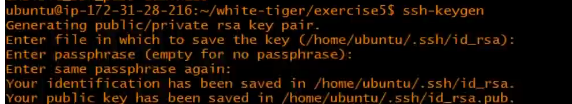 ubuntu@ip-172-31-28-216:~/white-tiger/exercise5$ ssh-keygen
Generating public/private rsa key pair.
Enter file in which to save the key (/home/ubuntu/.ssh/id_rsa):
Enter passphrase (empty for no passphrase):
Enter same passphrase again:
Your identification has been saved in /home/ubuntu/.ssh/id_rsa.
Your public key has been saved in /home/ubuntu/.ssh/id_rsa.pub.